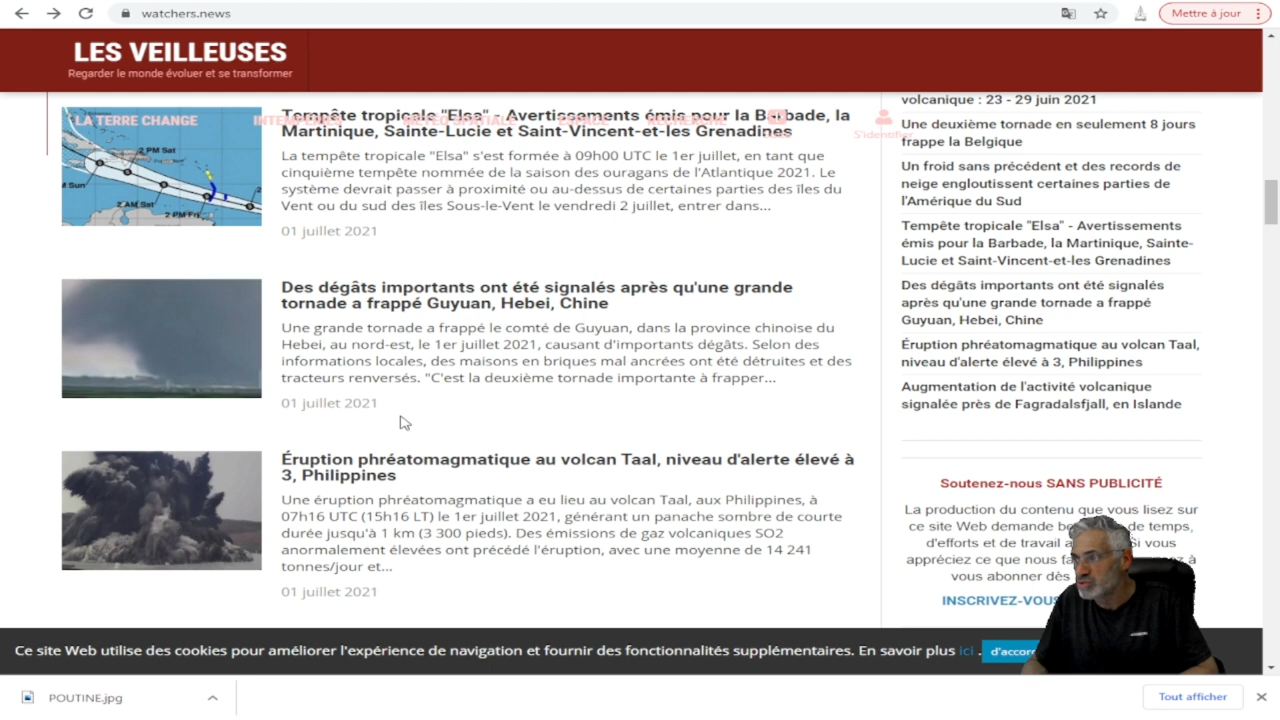 watchers.news
Mettre à jour
LES VEILLEUSES
Regarder le monde évoluer et se transformer
LA TERRE CHANGE
S'identifier
Tempête tropicale "Elsa" - Avertissements émis pour la Barbade, la
Martinique, Sainte-Lucie et Saint-Vincent-et-les Grenadines
La tempête tropicale "Elsa" s'est formée à 09h00 UTC le 1er juillet, en tant que
cinquième tempête nommée de la saison des ouragans de l'Atlantique 2021. Le
système devrait passer à proximité ou au-dessus de certaines parties des îles du
Vent ou du sud des îles Sous-le-Vent le vendredi 2 juillet, entrer dans...
01 juillet 2021
2 PM Sat
M Sun
2 AM Sat
2 PM Fri
Des dégâts importants ont été signalés après qu'une grande
tornade a frappé Guyuan, Hebei, Chine
Une grande tornade a frappé le comté de Guyuan, dans la province chinoise du
Hebei, au nord-est, le 1er juillet 2021, causant d'importants dégâts. Selon des
informations locales, des maisons en briques mal ancrées ont été détruites et des
tracteurs renversés. "C'est la deuxième tornade importante à frapper...
01 juillet 2021
Éruption phréatomagmatique au volcan Taal, niveau d'alerte élevé à
3, Philippines
Une éruption phréatomagmatique a eu lieu au volcan Taal, aux Philippines, à
07h16 UTC (15h16 LT) le 1er juillet 2021, générant un panache sombre de courte
durée jusqu'à 1 km (3 300 pieds). Des émissions de gaz volcaniques SO2
anormalement élevées ont précédé l'éruption, avec une moyenne de 14 241
tonnes/jour et...
01 juillet 2021
volcanique : 23 - 29 juin 2021
Une deuxième tornade en seulement 8 jours
frappe la Belgique
Un froid sans précédent et des records de
neige engloutissent certaines parties de
l'Amérique du Sud
Tempête tropicale "Elsa" - Avertissements
émis pour la Barbade, la Martinique, Sainte-
Lucie et Saint-Vincent-et-les Grenadines
Des dégâts importants ont été signalés
après qu'une grande tornade a frappé
Guyuan, Hebei, Chine
Éruption phréatomagmatique au volcan Taal,
niveau d'alerte élevé à 3, Philippines
Augmentation de l'activité volcanique
signalée près de Fagradalsfjall, en Islande
Soutenez-nous SANS PUBLICITÉ
La production du contenu que vous lisez sur
ce site Web demande de temps,
d'efforts et de travail Si vous
appréciez ce que nous à
vous abonner dès
INSCRIVEZ-VOUS
Ce site Web utilise des cookies pour améliorer l'expérience de navigation et fournir des fonctionnalités supplémentaires. En savoir plus ici . d'accord
POUTINE.jpg
Tout afficher